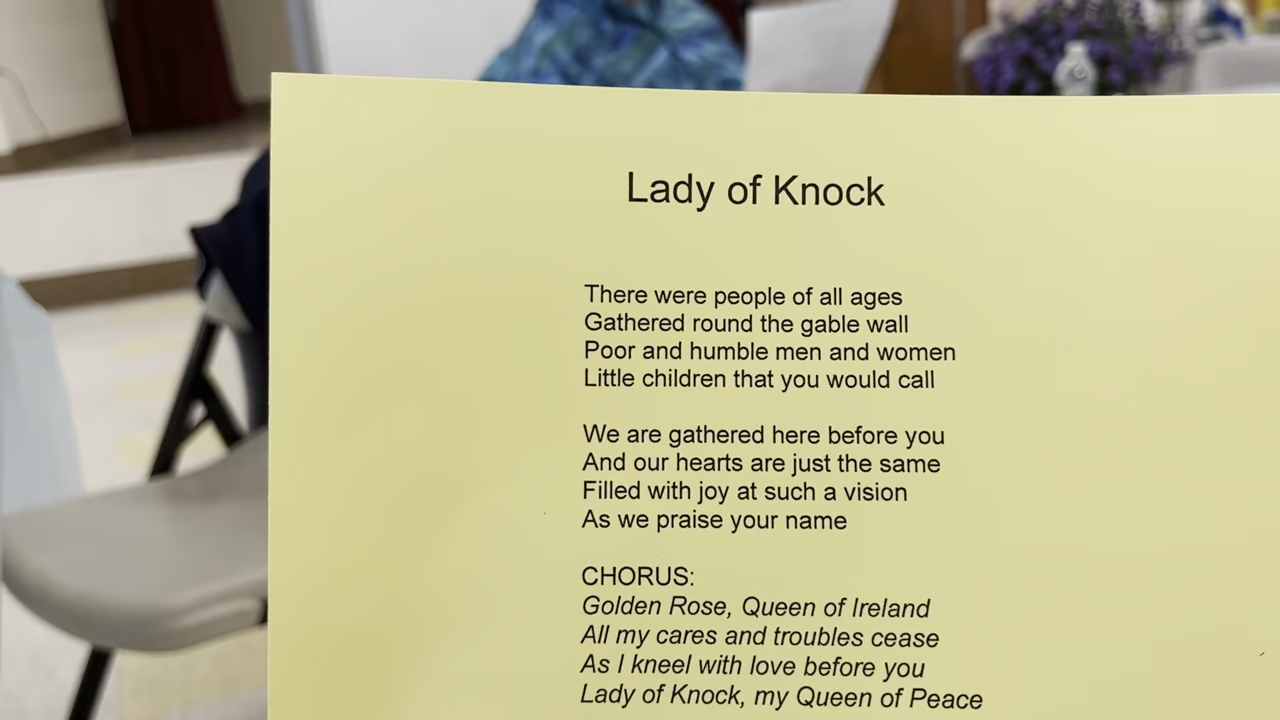 Lady of Knock
There were people of all ages
Gathered round the gable wall
Poor and humble men and women
Little children that you would call
We are gathered here before you
And our hearts are just the same
Filled with joy at such a vision
As we praise your name
CHORUS:
Golden Rose, Queen of Ireland
All my cares and troubles cease
As I kneel with love before you
Lady of Knock, my Queen of Peace